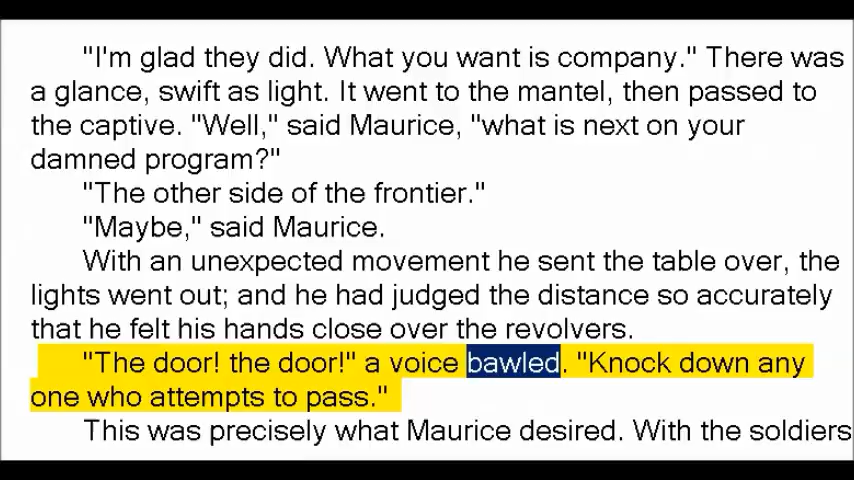 "I'm glad they did. What you want is company." There was
a glance, swift as light. It went to the mantel, then passed to
the captive. "Well," said Maurice, "what is next on your
damned program?"
"The other side of the frontier."
"Maybe," said Maurice.
With an unexpected movement he sent the table over, the
lights went out; and he had judged the distance so accurately
that he felt his hands close over the revolvers.
"The door! the door!" a voice bawled. "Knock down any
one who attempts to pass."
This was precisely what Maurice desired. With the soldiers